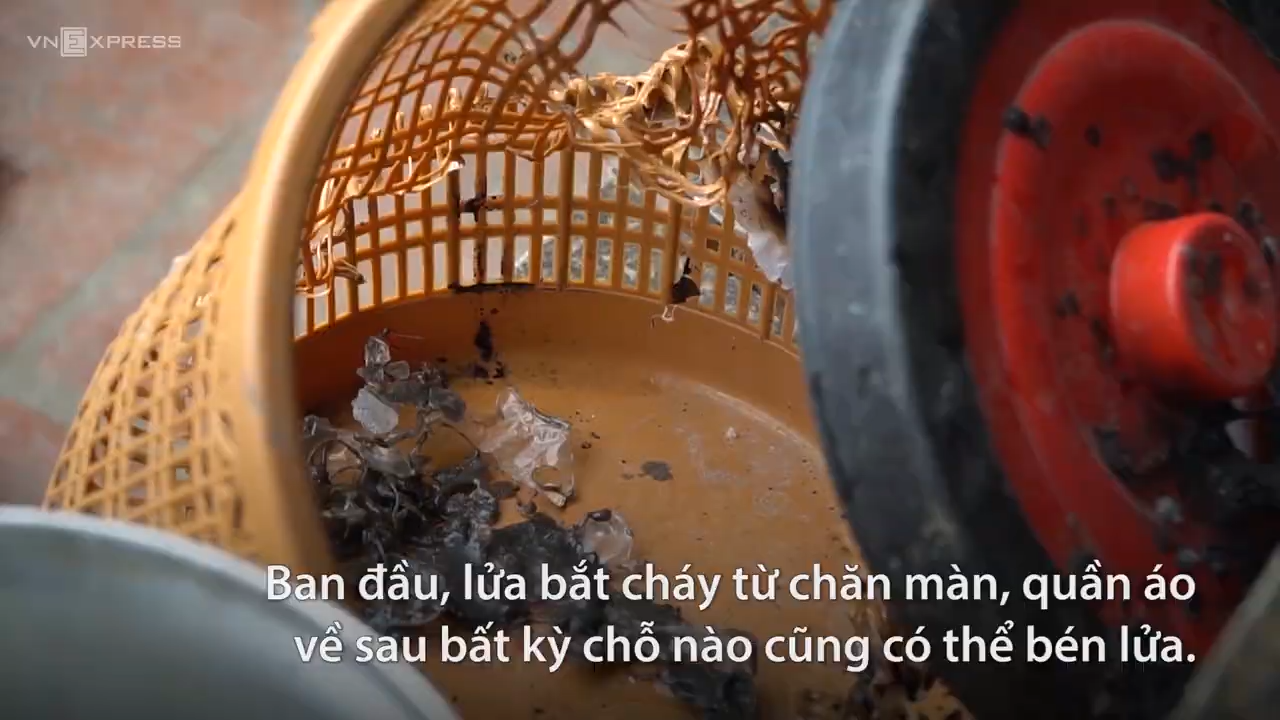 VNEXPRESS
Ban đầu, lửa bắt cháy từ chăn màn, quần áo
về sau bất kỳ chỗ nào cũng có thể bén lửa.